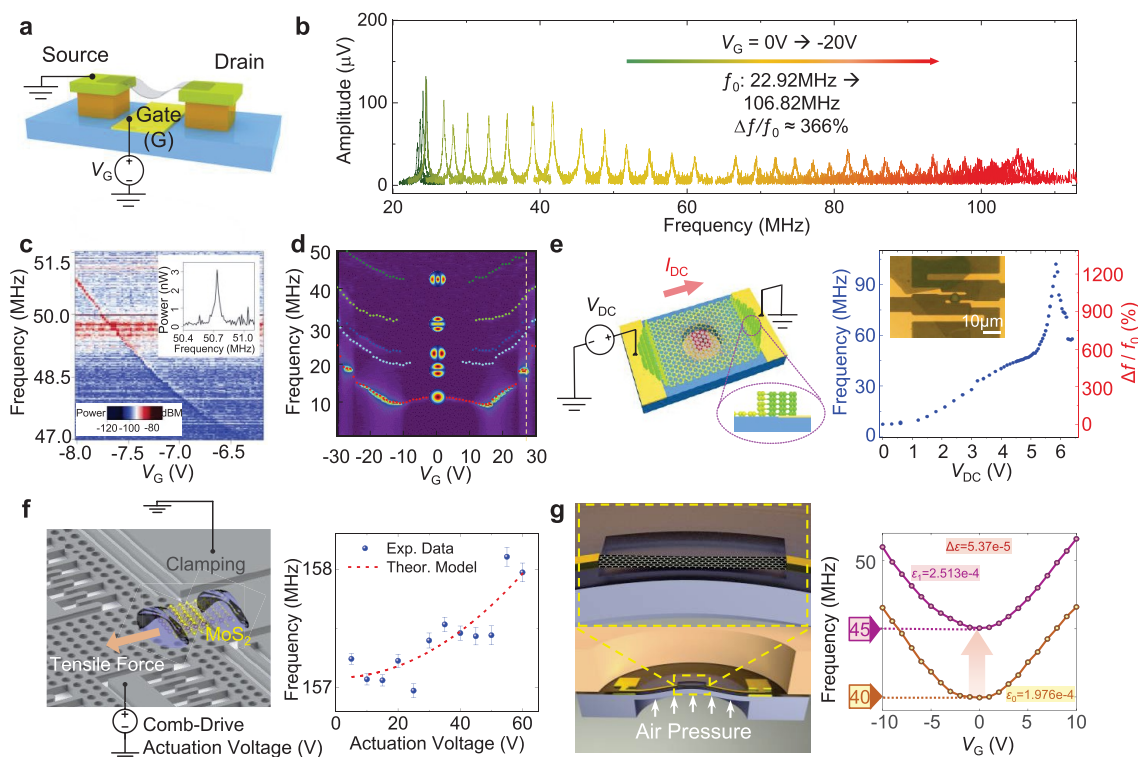 a
Source
Drain
Gate
(G)
V_G
b
Amplitude (μV)
200
100
0
V_G = 0V → -20V
f_0: 22.92MHz →
106.82MHz
Δf/f_0 ≈ 366%
20 40 60 80 100
Frequency (MHz)
c
Frequency (MHz)
51.5
50.0
48.5
47.0
Power (nW)
3
2
1
0
50.4 50.7 51.0
Frequency (MHz)
Power dBM
-120 -100 -80
-8.0 -7.5 -7.0 -6.5
V_G (V)
d
Frequency (MHz)
50
40
30
20
10
-30 -20 -10 0 10 20 30
V_G (V)
e
I_DC
V_DC
Frequency (MHz)
90
60
30
0
10μm
1200
900
600
300
0
Δf / f_0 (%)
0 1 2 3 4 5 6
V_DC (V)
f
Clamping
MoS_2
Tensile Force
Comb-Drive
Actuation Voltage (V)
Frequency (MHz)
158
157
Exp. Data
Theor. Model
0 20 40 60
Actuation Voltage (V)
g
Air Pressure
Frequency (MHz)
50
45
40
Δε=5.37e-5
ε_1=2.513e-4
ε_0=1.976e-4
-10 -5 0 5 10
V_G (V)